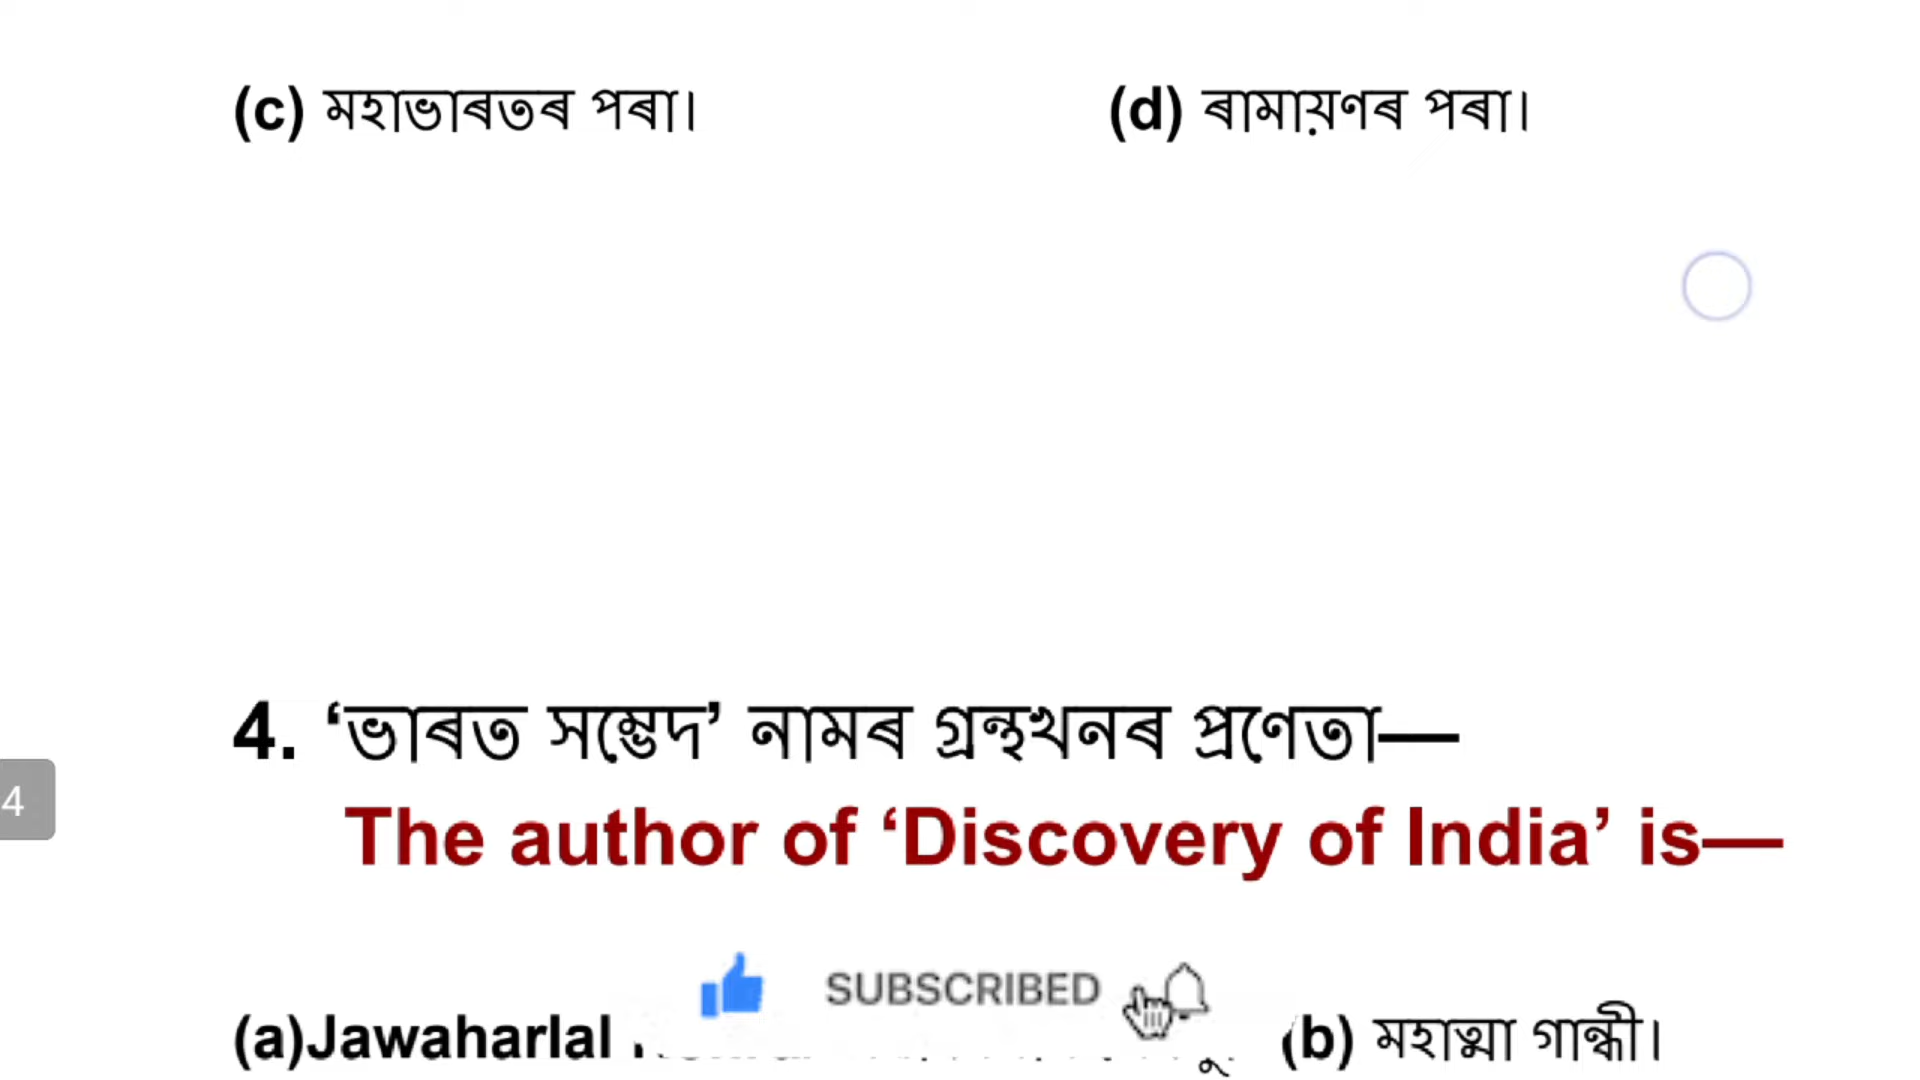 (c) মহাভাৰতৰ পৰা। (d) ৰামায়ণৰ পৰা।
4. ‘ভাৰত সম্ভেদ’ নামৰ গ্ৰন্থখনৰ প্ৰণেতা—
4
The author of ‘Discovery of India’ is—
SUBSCRIBED
(a)Jawaharlal (b) মহাত্মা গান্ধী।